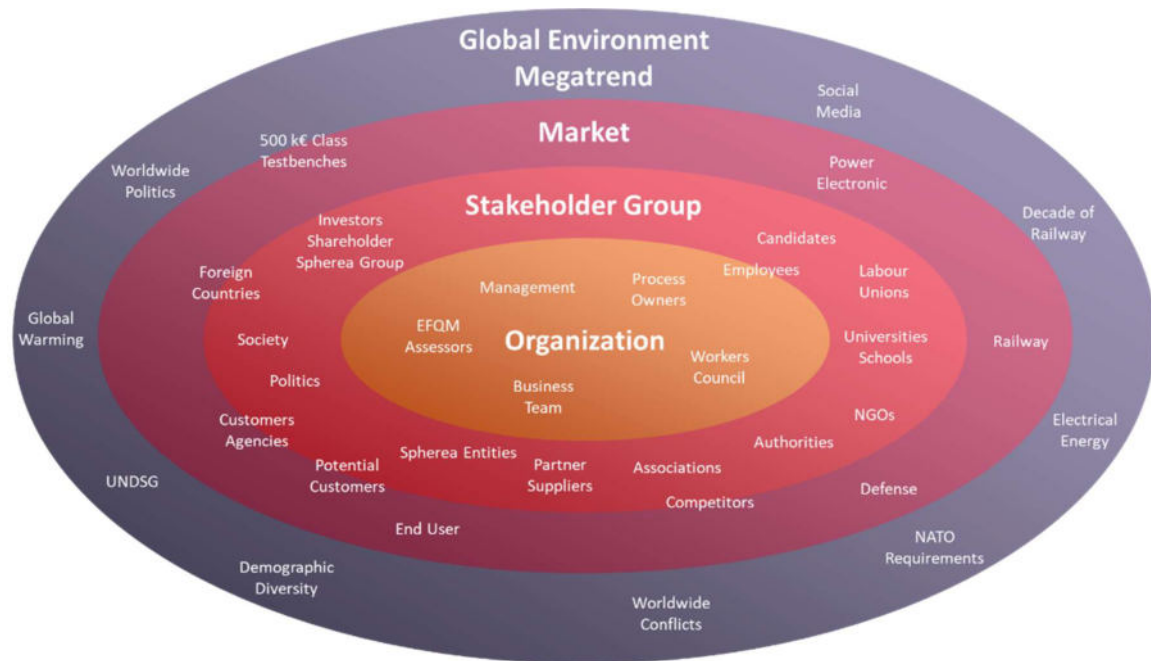 Global Environment
Megatrend
Social
Media
Market
500 k€ Class
Testbenches
Worldwide
Politics
Power
Electronic
Stakeholder Group
Investors
Shareholder
Spherea Group
Decade of
Railway
Candidates
Foreign
Countries
Employees
Labour
Unions
Management
Process
Owners
Global
Warming
Society
EFQM
Assessors
Organization
Universities
Schools
Railway
Workers
Council
Politics
Business
Team
Customers
Agencies
NGOs
Electrical
Energy
Authorities
Spherea Entities
Potential
Customers
Partner
Suppliers
Associations
UNDSG
Competitors
Defense
End User
NATO
Requirements
Demographic
Diversity
Worldwide
Conflicts